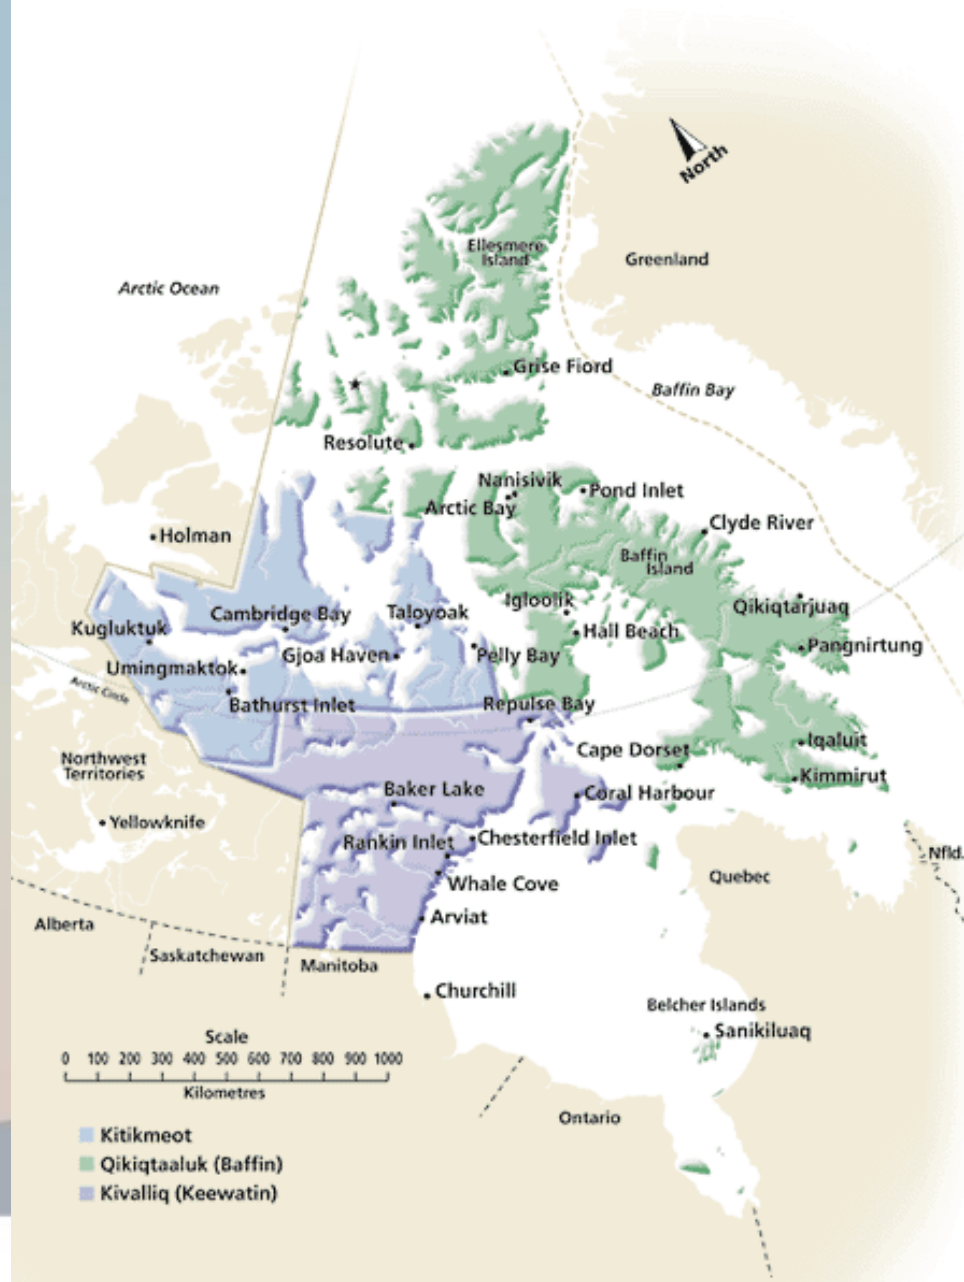 North
Ellesmere
Island
Greenland
Arctic Ocean
Grise Fiord
Baffin Bay
Resolute
Nanisivik
Pond Inlet
Arctic Bay
Clyde River
Holman
Baffin
Island
Igloolik
Qikiqtarjuaq
Cambridge Bay
Taloyoak
Kugluktuk
Hall Beach
Pangnirtung
Gjoa Haven
Pelly Bay
Umingmaktok
Arctic Circle
Bathurst Inlet
Repulse Bay
Iqaluit
Cape Dorset
Northwest
Territories
Kimmirut
Baker Lake
Coral Harbour
Yellowknife
Rankin Inlet
Chesterfield Inlet
Nfld.
Quebec
Whale Cove
Arviat
Alberta
Saskatchewan
Manitoba
Churchill
Belcher Islands
Sanikiluaq
Scale
0 100 200 300 400 500 600 700 800 900 1000
Kilometres
Ontario
Kitikmeot
Qikiqtaaluk (Baffin)
Kivalliq (Keewatin)